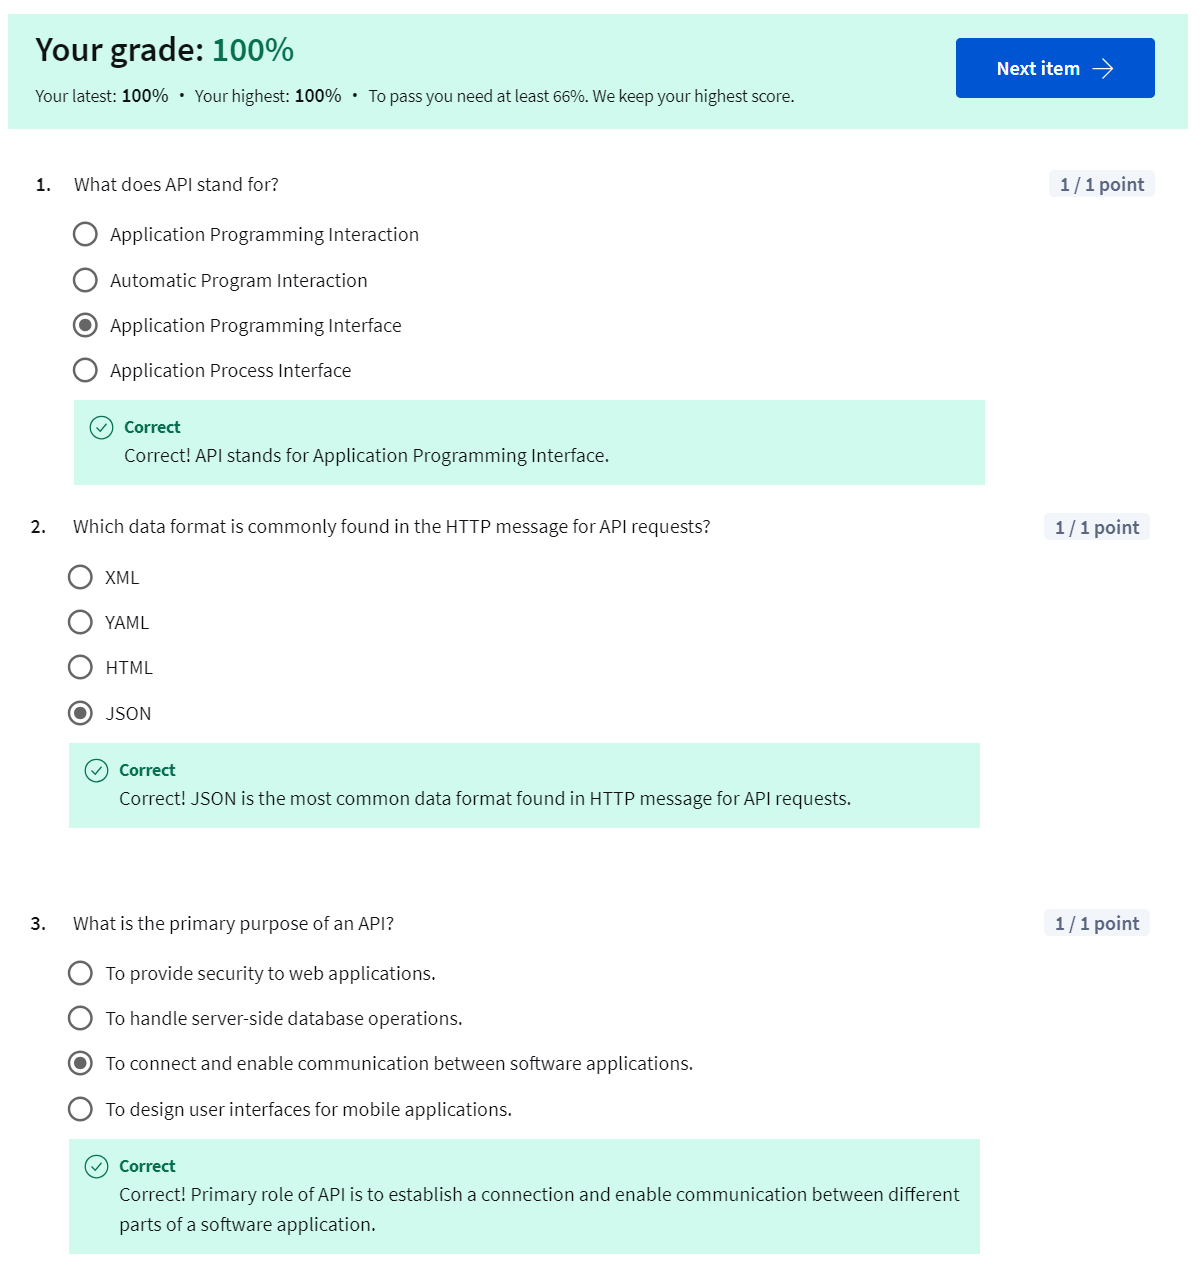 Your grade: 100%
Next item
Your latest: 100% • Your highest: 100% • To pass you need at least 66%. We keep your highest score.
1. What does API stand for? 1 / 1 point
Application Programming Interaction
Automatic Program Interaction
Application Programming Interface
Application Process Interface
Correct
Correct! API stands for Application Programming Interface.
2. Which data format is commonly found in the HTTP message for API requests? 1 / 1 point
XML
YAML
HTML
JSON
Correct
Correct! JSON is the most common data format found in HTTP message for API requests.
3. What is the primary purpose of an API? 1 / 1 point
To provide security to web applications.
To handle server-side database operations.
To connect and enable communication between software applications.
To design user interfaces for mobile applications.
Correct
Correct! Primary role of API is to establish a connection and enable communication between different
parts of a software application.